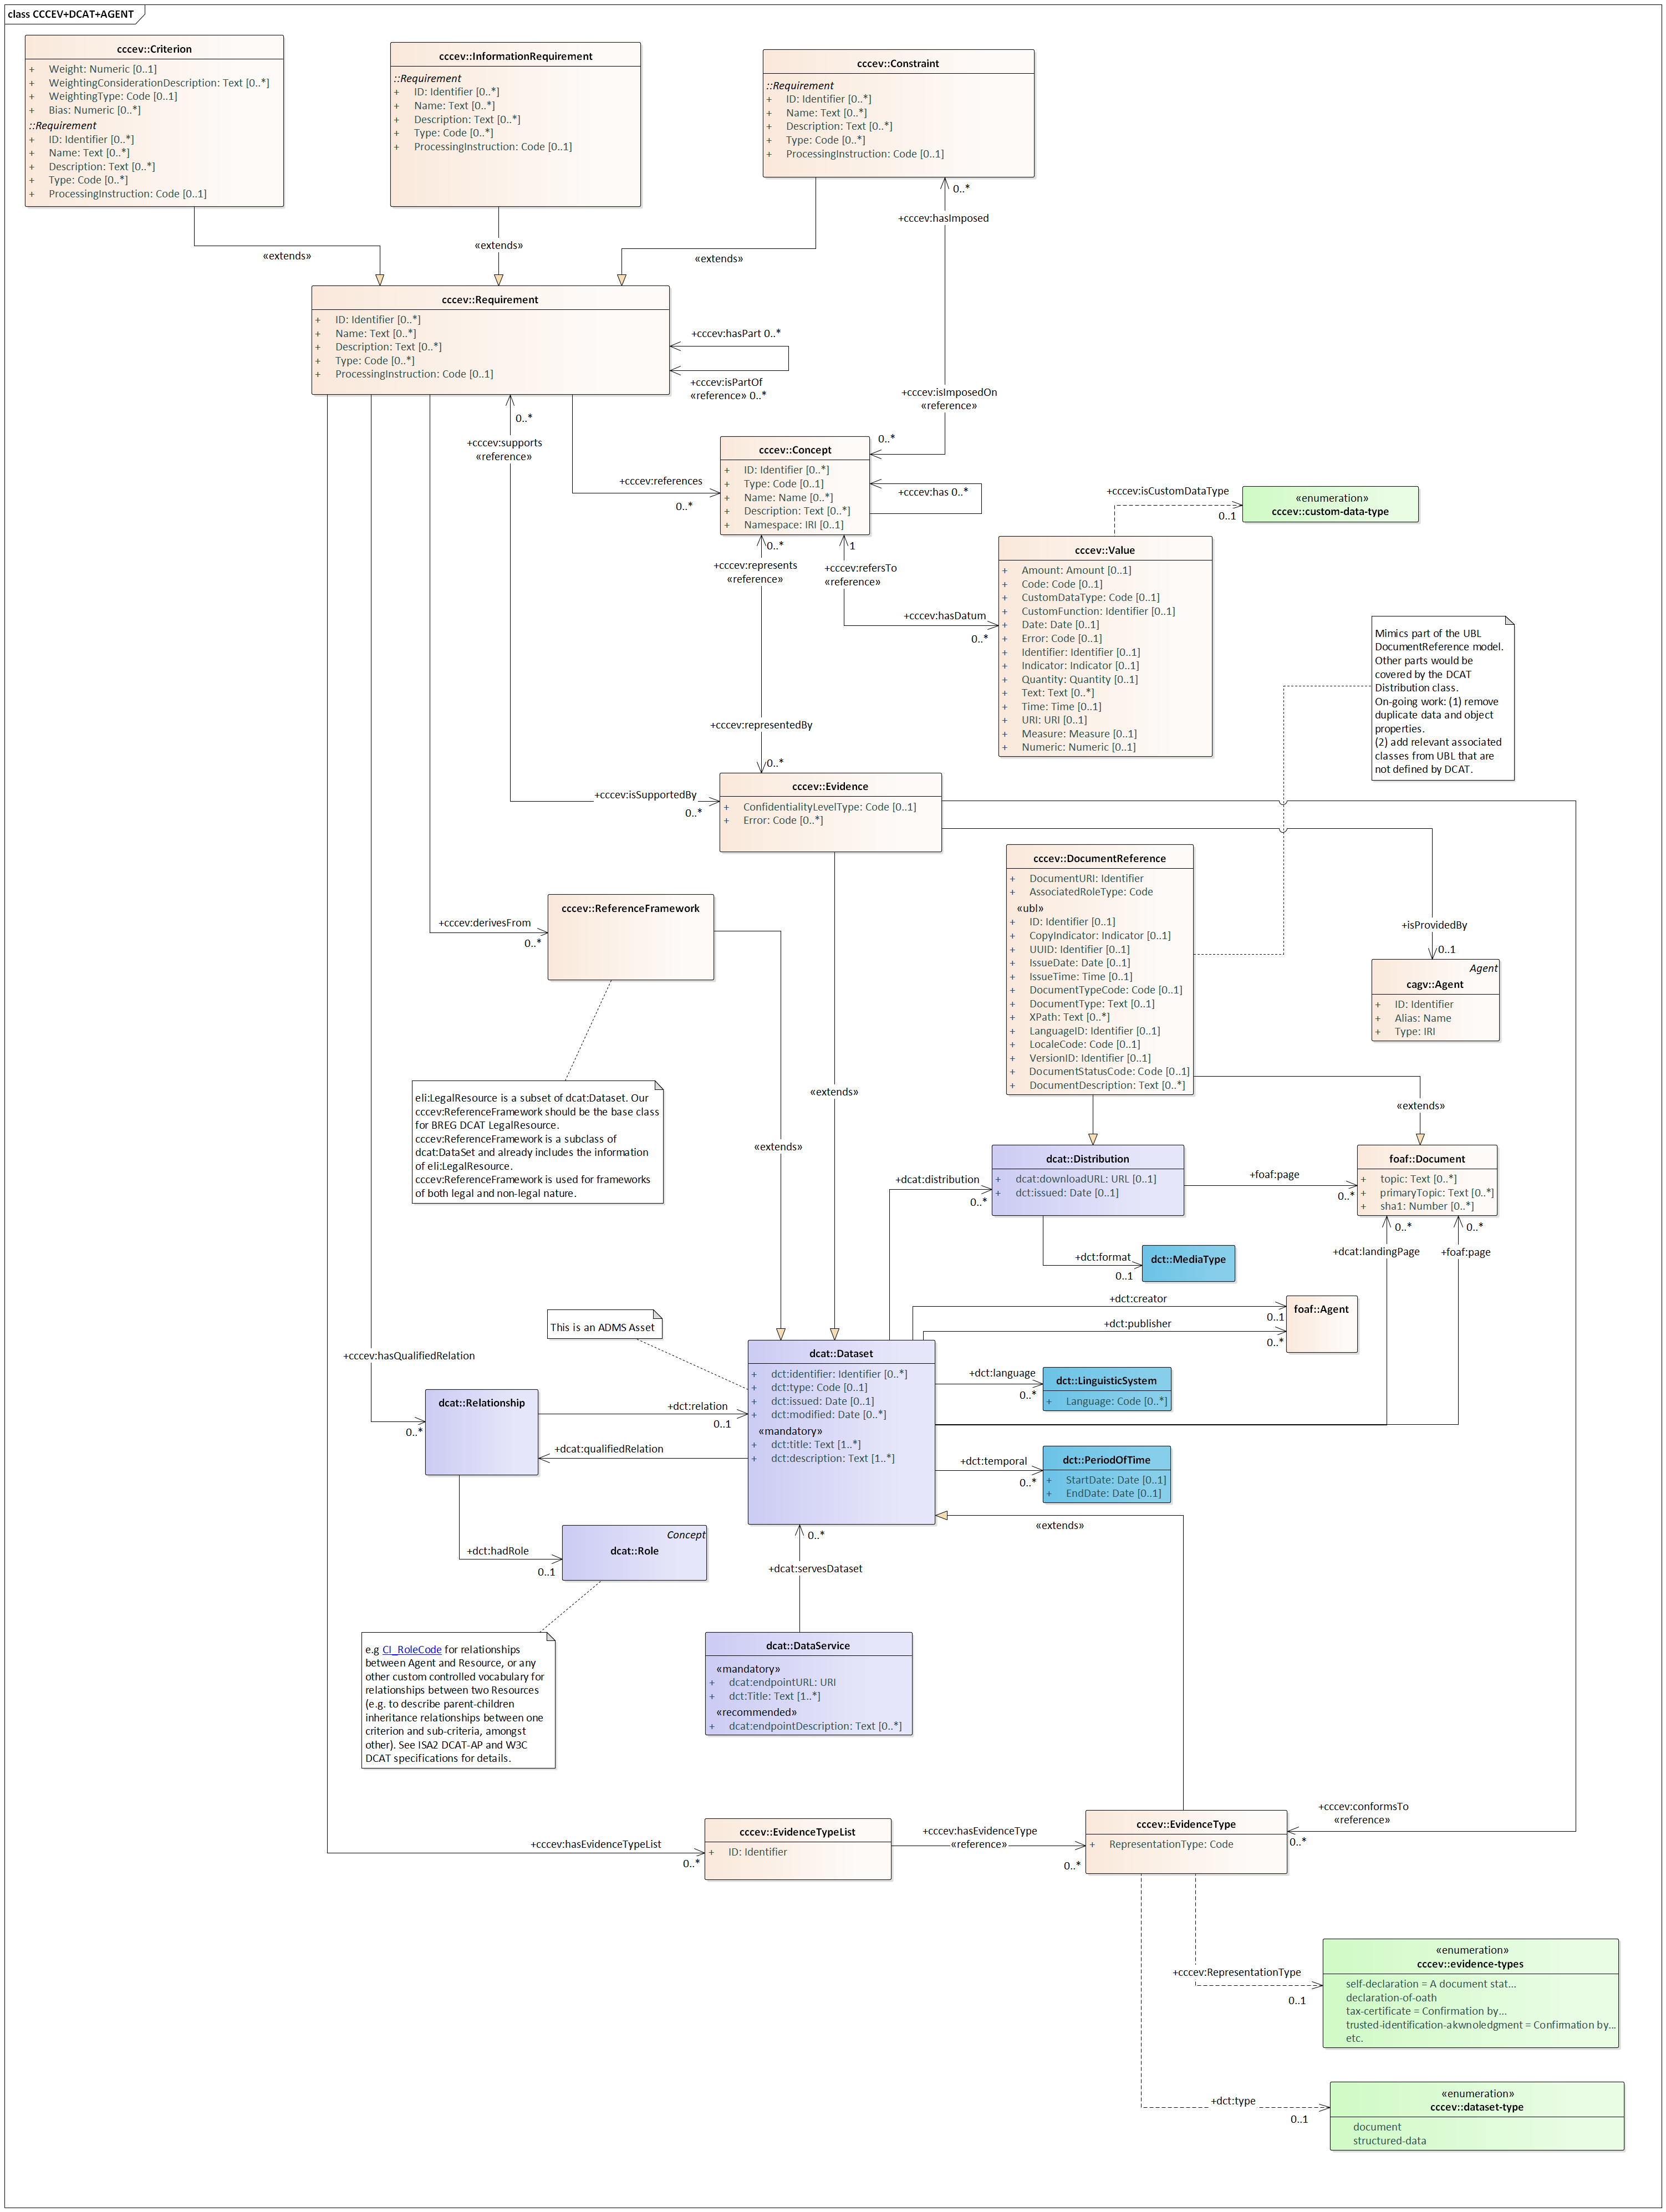 class CCCEV+DCAT+AGENT
cccev::Criterion
+ Weight: Numeric [0..1]
+ WeightingConsiderationDescription: Text [0..*]
+ WeightingType: Code [0..1]
+ Bias: Numeric [0..*]
::Requirement
+ ID: Identifier [0..*]
+ Name: Text [0..*]
+ Description: Text [0..*]
+ Type: Code [0..*]
+ ProcessingInstruction: Code [0..1]
cccev::InformationRequirement
::Requirement
+ ID: Identifier [0..*]
+ Name: Text [0..*]
+ Description: Text [0..*]
+ Type: Code [0..*]
+ ProcessingInstruction: Code [0..1]
cccev::Constraint
::Requirement
+ ID: Identifier [0..*]
+ Name: Text [0..*]
+ Description: Text [0..*]
+ Type: Code [0..*]
+ ProcessingInstruction: Code [0..1]
0..*
+cccev:hasImposed
«extends»
«extends»
«extends»
cccev::Requirement
+ ID: Identifier [0..*]
+ Name: Text [0..*]
+ Description: Text [0..*]
+ Type: Code [0..*]
+ ProcessingInstruction: Code [0..1]
+cccev:hasPart 0..*
+cccev:isPartOf
«reference» 0..*
+cccev:isImposedOn
«reference»
0..*
0..*
+cccev:supports
«reference»
+cccev:references
0..*
cccev::Concept
+ ID: Identifier [0..*]
+ Type: Code [0..1]
+ Name: Name [0..*]
+ Description: Text [0..*]
+ Namespace: IRI [0..1]
+cccev:has 0..*
+cccev:isCustomDataType
0..1
«enumeration»
cccev::custom-data-type
0..*
+cccev:represents
«reference»
1
+cccev:refersTo
«reference»
+cccev:hasDatum
0..*
cccev::Value
+ Amount: Amount [0..1]
+ Code: Code [0..1]
+ CustomDataType: Code [0..1]
+ CustomFunction: Identifier [0..1]
+ Date: Date [0..1]
+ Error: Code [0..1]
+ Identifier: Identifier [0..1]
+ Indicator: Indicator [0..1]
+ Quantity: Quantity [0..1]
+ Text: Text [0..*]
+ Time: Time [0..1]
+ URI: URI [0..1]
+ Measure: Measure [0..1]
+ Numeric: Numeric [0..1]
Mimics part of the UBL
DocumentReference model.
Other parts would be
covered by the DCAT
Distribution class.
On-going work: (1) remove
duplicate data and object
properties.
(2) add relevant associated
classes from UBL that are
not defined by DCAT.
+cccev:representedBy
0..*
+cccev:isSupportedBy
0..*
cccev::Evidence
+ ConfidentialityLevelType: Code [0..1]
+ Error: Code [0..*]
cccev::DocumentReference
+ DocumentURI: Identifier
+ AssociatedRoleType: Code
«ubl»
+ ID: Identifier [0..1]
+ CopyIndicator: Indicator [0..1]
+ UUID: Identifier [0..1]
+ IssueDate: Date [0..1]
+ IssueTime: Time [0..1]
+ DocumentTypeCode: Code [0..1]
+ DocumentType: Text [0..1]
+ XPath: Text [0..*]
+ LanguageID: Identifier [0..1]
+ LocaleCode: Code [0..1]
+ VersionID: Identifier [0..1]
+ DocumentStatusCode: Code [0..1]
+ DocumentDescription: Text [0..*]
+isProvidedBy
0..1
Agent
cagv::Agent
+ ID: Identifier
+ Alias: Name
+ Type: IRI
+cccev:derivesFrom
0..*
cccev::ReferenceFramework
eli:LegalResource is a subset of dcat:Dataset. Our
cccev:ReferenceFramework should be the base class
for BREG DCAT LegalResource.
cccev:ReferenceFramework is a subclass of
dcat:DataSet and already includes the information
of eli:LegalResource.
cccev:ReferenceFramework is used for frameworks
of both legal and non-legal nature.
«extends»
«extends»
«extends»
+dcat:distribution
0..*
dcat::Distribution
+ dcat:downloadURL: URL [0..1]
+ dct:issued: Date [0..1]
+foaf:page
0..*
foaf::Document
+ topic: Text [0..*]
+ primaryTopic: Text [0..*]
+ sha1: Number [0..*]
0..*
+dcat:landingPage
0..*
+foaf:page
+dct:format
0..1
dct::MediaType
+dct:creator
0..1
+dct:publisher
0..*
foaf::Agent
This is an ADMS Asset
dcat::Dataset
+ dct:identifier: Identifier [0..*]
+ dct:type: Code [0..1]
+ dct:issued: Date [0..1]
+ dct:modified: Date [0..*]
«mandatory»
+ dct:title: Text [1..*]
+ dct:description: Text [1..*]
+dct:language
0..*
dct::LinguisticSystem
+ Language: Code [0..*]
+dct:temporal
0..*
dct::PeriodOfTime
+ StartDate: Date [0..1]
+ EndDate: Date [0..1]
+cccev:hasQualifiedRelation
0..*
dcat::Relationship
+dct:relation
0..1
+dcat:qualifiedRelation
«extends»
+dct:hadRole
0..1
Concept
dcat::Role
0..*
+dcat:servesDataset
e.g CI_RoleCode for relationships
between Agent and Resource, or any
other custom controlled vocabulary for
relationships between two Resources
(e.g. to describe parent-children
inheritance relationships between one
criterion and sub-criteria, amongst
other). See ISA2 DCAT-AP and W3C
DCAT specifications for details.
dcat::DataService
«mandatory»
+ dcat:endpointURL: URI
+ dct:Title: Text [1..*]
«recommended»
+ dcat:endpointDescription: Text [0..*]
+cccev:hasEvidenceTypeList
0..*
cccev::EvidenceTypeList
+ ID: Identifier
+cccev:hasEvidenceType
«reference»
0..*
cccev::EvidenceType
+ RepresentationType: Code
+cccev:conformsTo
«reference»
0..*
+cccev:RepresentationType
0..1
«enumeration»
cccev::evidence-types
self-declaration = A document stat...
declaration-of-oath
tax-certificate = Confirmation by...
trusted-identification-akwnoledgment = Confirmation by...
etc.
+dct:type
0..1
«enumeration»
cccev::dataset-type
document
structured-data